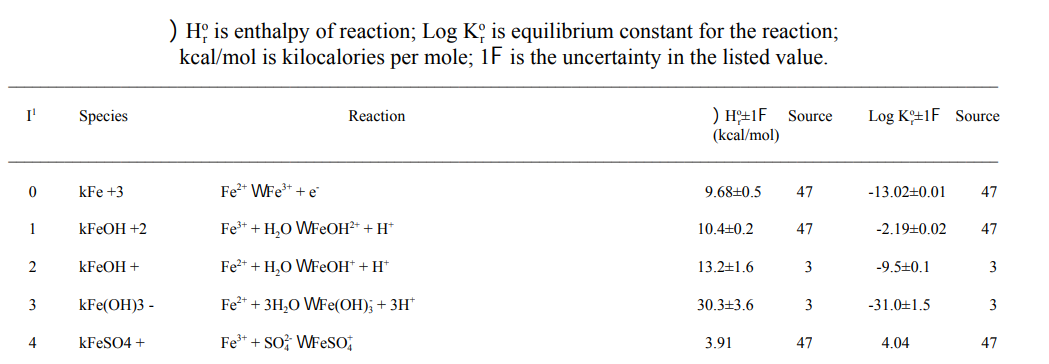 ) H°r is enthalpy of reaction; Log K°r is equilibrium constant for the reaction;
kcal/mol is kilocalories per mole; 1F is the uncertainty in the listed value.
I¹ Species Reaction ) H°r±1F Source Log K°r±1F Source
(kcal/mol)
0 kFe +3 Fe²⁺ WFe³⁺ + e⁻ 9.68±0.5 47 -13.02±0.01 47
1 kFeOH +2 Fe³⁺ + H₂O WFeOH²⁺ + H⁺ 10.4±0.2 47 -2.19±0.02 47
2 kFeOH + Fe²⁺ + H₂O WFeOH⁺ + H⁺ 13.2±1.6 3 -9.5±0.1 3
3 kFe(OH)3 - Fe²⁺ + 3H₂O WFe(OH)₃⁻ + 3H⁺ 30.3±3.6 3 -31.0±1.5 3
4 kFeSO4 + Fe³⁺ + SO₄²⁻ WFeSO₄⁺ 3.91 47 4.04 47